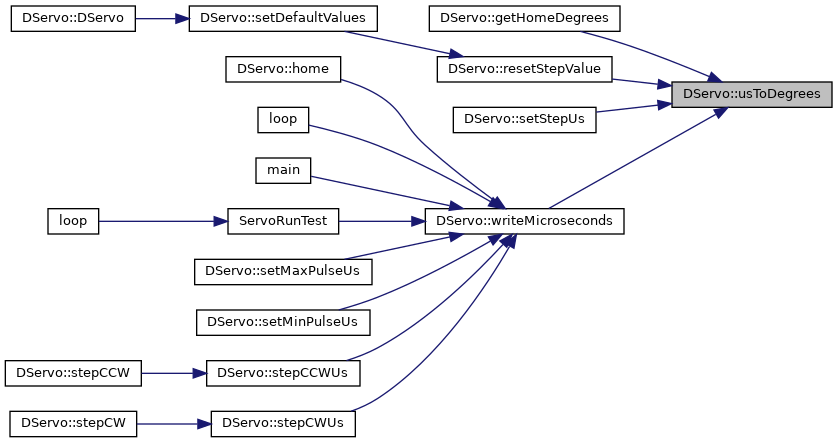 DServo::DServo
DServo::setDefaultValues
DServo::getHomeDegrees
DServo::home
DServo::resetStepValue
DServo::usToDegrees
loop
DServo::setStepUs
main
loop
ServoRunTest
DServo::writeMicroseconds
DServo::setMaxPulseUs
DServo::setMinPulseUs
DServo::stepCCW
DServo::stepCCWUs
DServo::stepCW
DServo::stepCWUs